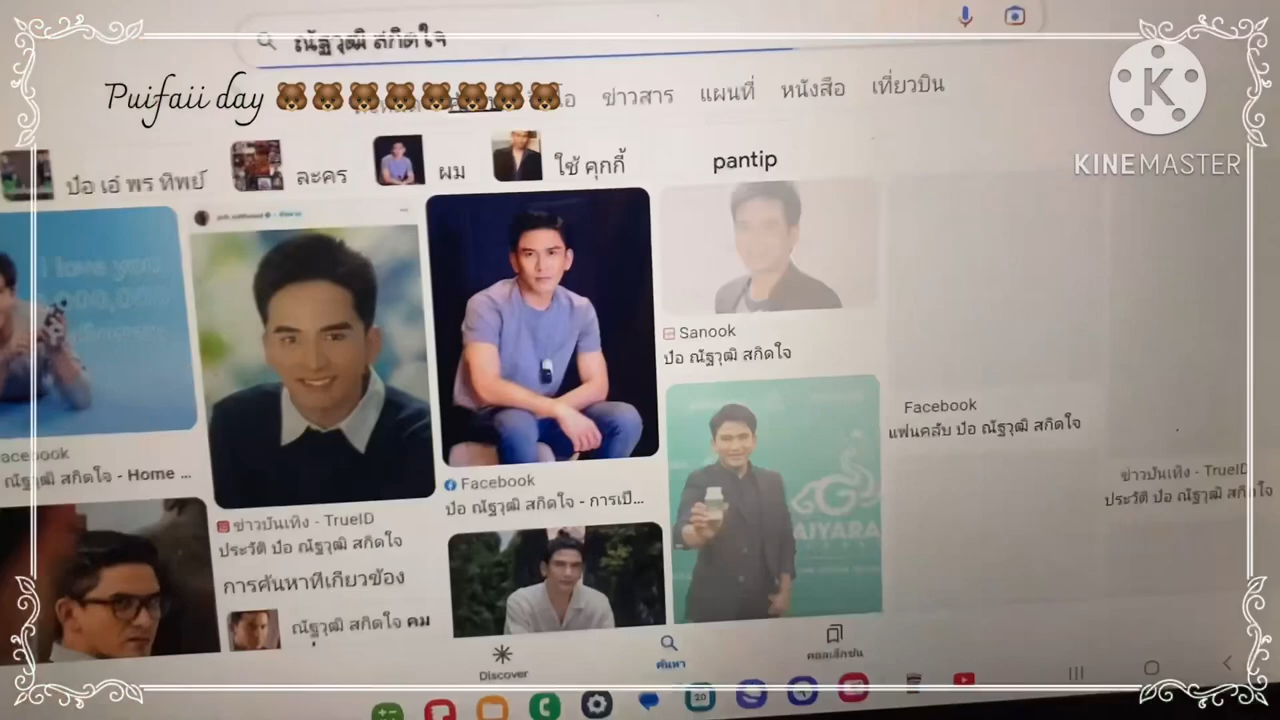 ณัฐวุฒิ สกิดใจ
Puifaii day 🐻🐻🐻🐻🐻🐻🐻🐻
ข่าวสาร แผนที่ หนังสือ เที่ยวบิน
K
KINEMASTER
ป๋อ เอ๋ พร ทิพย์ ละคร ผม ใช้ คุกกี้ pantip
I love you
Sanook
ป๋อ ณัฐวุฒิ สกิดใจ
Facebook
แฟนคลับ ป๋อ ณัฐวุฒิ สกิดใจ
ข่าวบันเทิง - TrueID
ประวัติ ป๋อ ณัฐวุฒิ สกิดใจ
acebook
ณัฐวุฒิ สกิดใจ - Home ...
Facebook
ป๋อ ณัฐวุฒิ สกิดใจ - การเป็...
ข่าวบันเทิง - TrueID
ประวัติ ป๋อ ณัฐวุฒิ สกิดใจ
AIYARA
การค้นหาที่เกี่ยวข้อง
ณัฐวุฒิ สกิดใจ คม
Discover
ค้นหา
คอลเล็กชัน
20